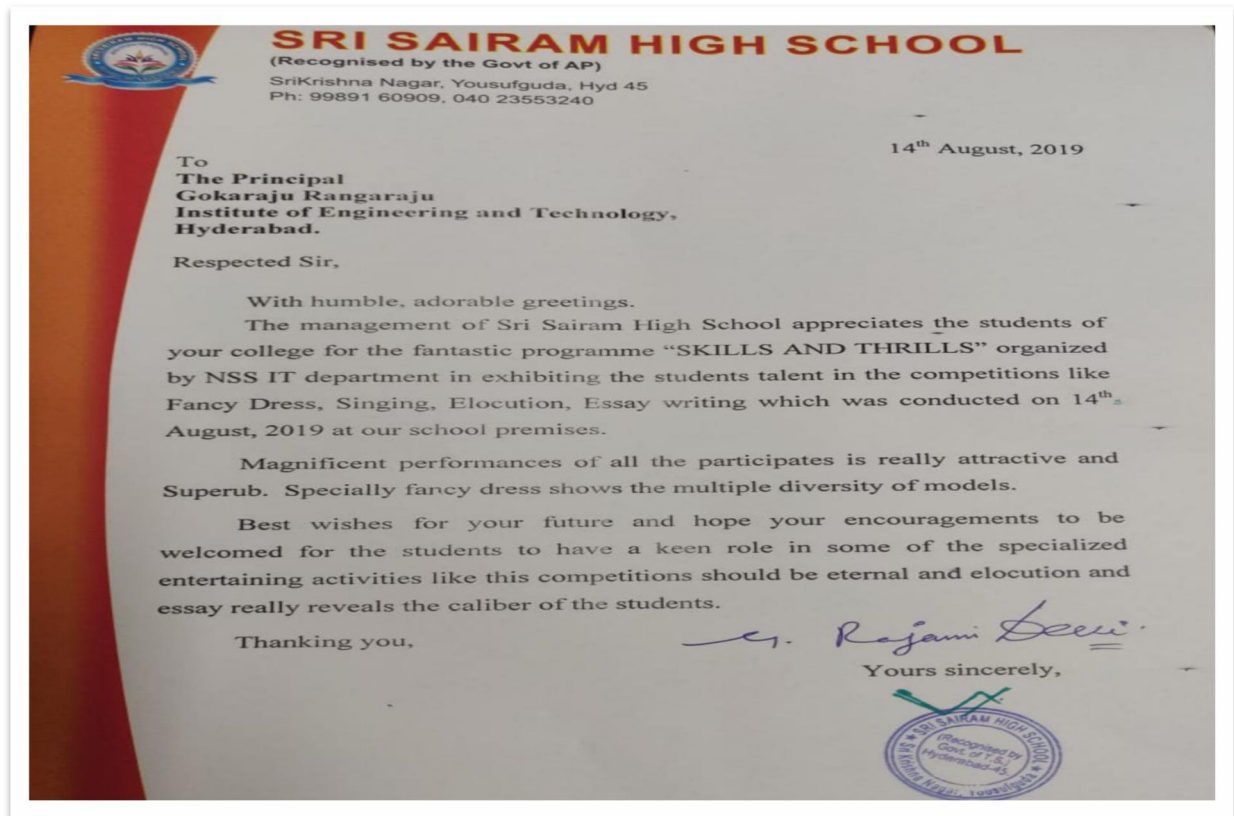 SRI SAIRAM HIGH SCHOOL
(Recognised by the Govt of AP)
SriKrishna Nagar, Yousufguda, Hyd 45
Ph: 99891 60909, 040 23553240
14th August, 2019
To
The Principal
Gokaraju Rangaraju
Institute of Engineering and Technology,
Hyderabad.
Respected Sir,
With humble, adorable greetings.
The management of Sri Sairam High School appreciates the students of
your college for the fantastic programme “SKILLS AND THRILLS” organized
by NSS IT department in exhibiting the students talent in the competitions like
Fancy Dress, Singing, Elocution, Essay writing which was conducted on 14th
August, 2019 at our school premises.
Magnificent performances of all the participates is really attractive and
Superub. Specially fancy dress shows the multiple diversity of models.
Best wishes for your future and hope your encouragements to be
welcomed for the students to have a keen role in some of the specialized
entertaining activities like this competitions should be eternal and elocution and
essay really reveals the caliber of the students.
Thanking you,
Yours sincerely,
SRI SAIRAM HIGH SCHOOL
(Recognised by
Govt. of T.S.)
Hyderabad-45.
Sri Krishna Nagar, Yousufguda